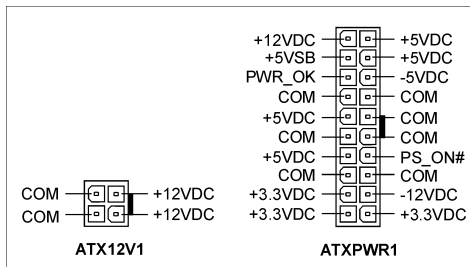 +12VDC +5VDC
+5VSB +5VDC
PWR_OK -5VDC
COM COM
+5VDC COM
COM COM
+5VDC PS_ON#
COM COM
+3.3VDC -12VDC
+3.3VDC +3.3VDC
ATXPWR1
COM +12VDC
COM +12VDC
ATX12V1